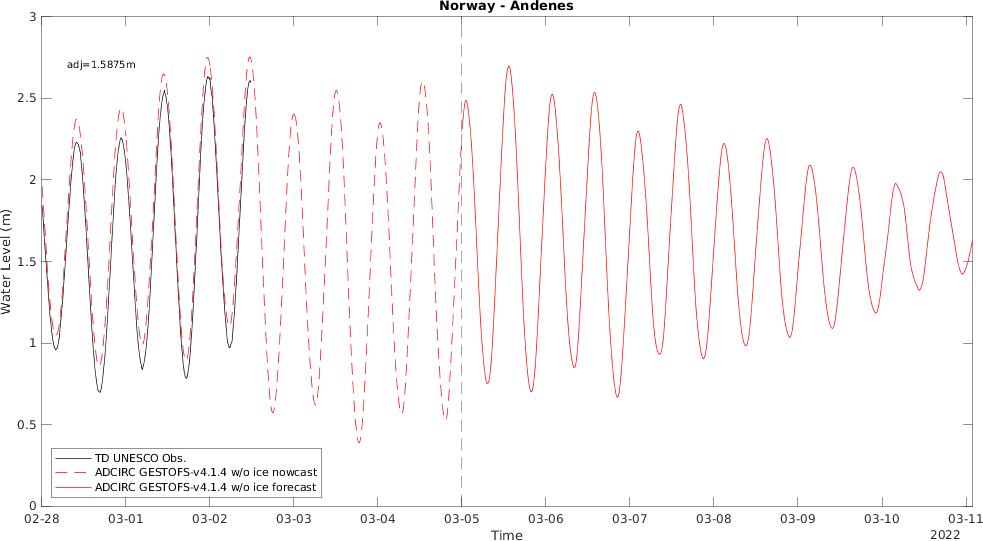 Norway - Andenes
3
adj=1.5875m
2.5
2
Water Level (m)
1.5
1
0.5
TD UNESCO Obs.
ADCIRC GESTOFS-v4.1.4 w/o ice nowcast
ADCIRC GESTOFS-v4.1.4 w/o ice forecast
0
02-28 03-01 03-02 03-03 03-04 03-05 03-06 03-07 03-08 03-09 03-10 03-11
Time
2022